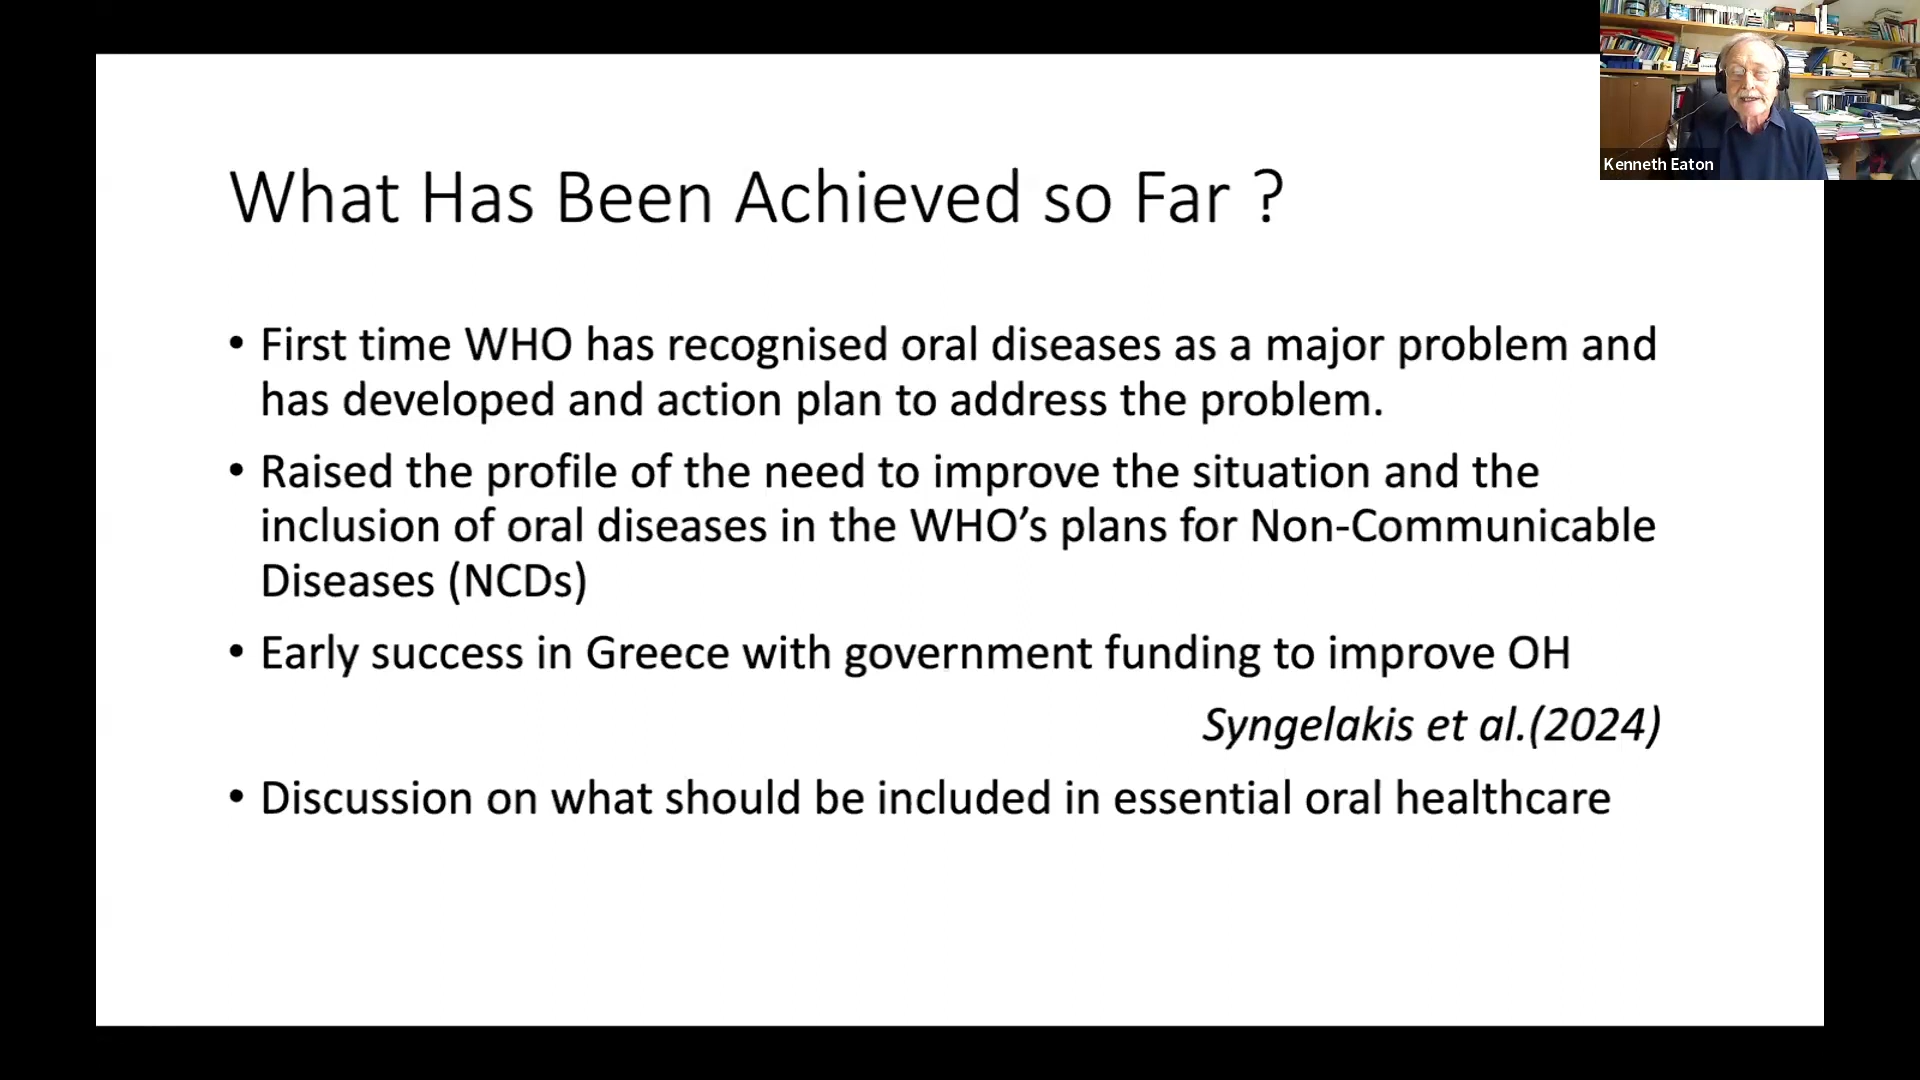 Kenneth Eaton
What Has Been Achieved so Far ?
• First time WHO has recognised oral diseases as a major problem and
has developed and action plan to address the problem.
• Raised the profile of the need to improve the situation and the
inclusion of oral diseases in the WHO’s plans for Non-Communicable
Diseases (NCDs)
• Early success in Greece with government funding to improve OH
Syngelakis et al.(2024)
• Discussion on what should be included in essential oral healthcare